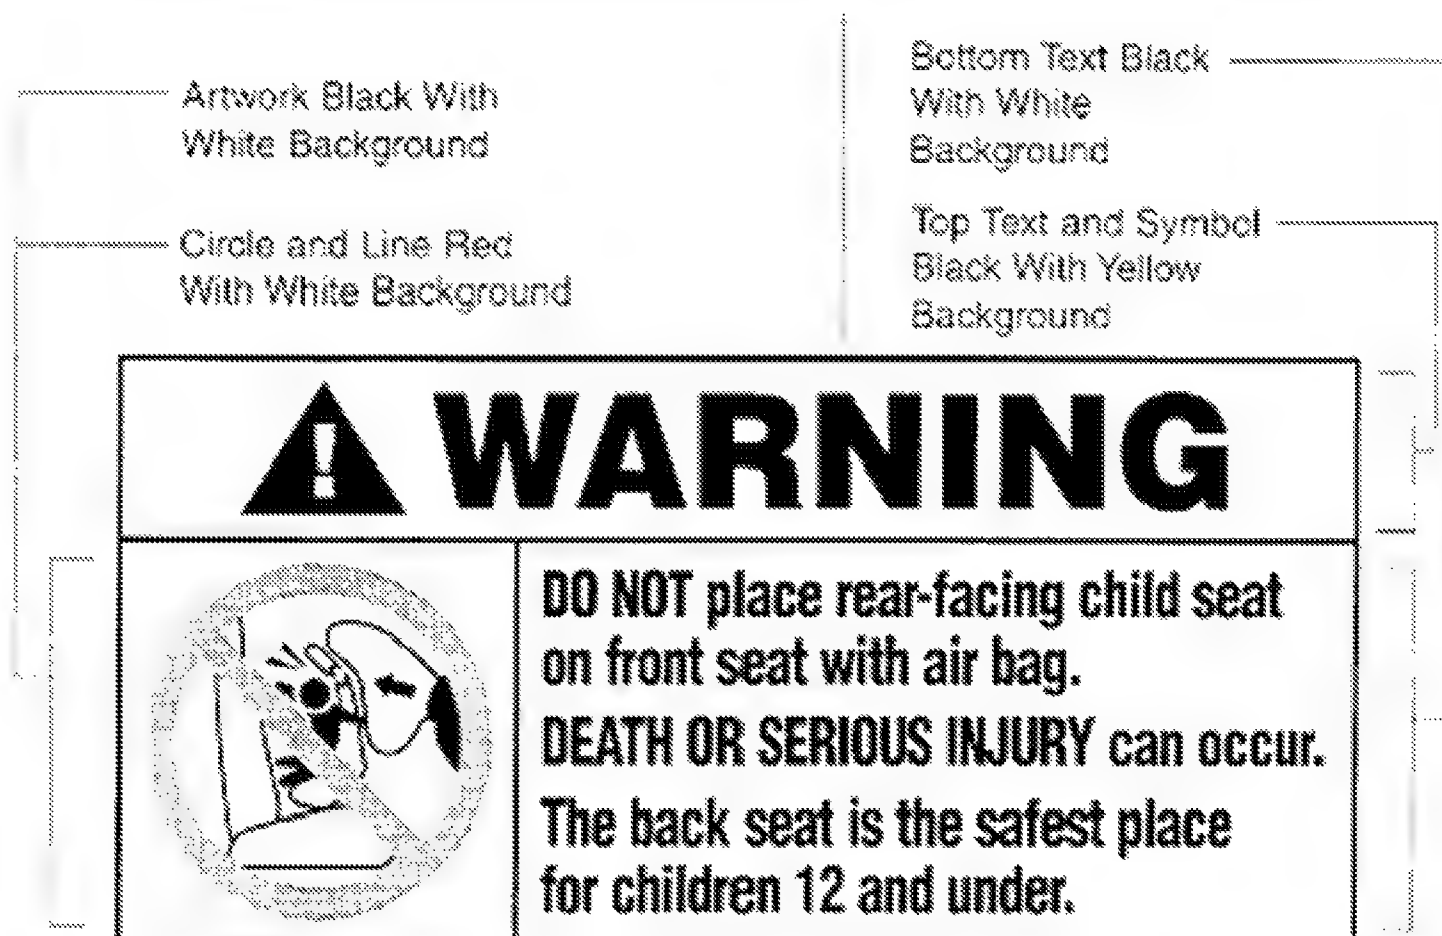 Artwork Black With
White Background
Circle and Line Red
With White Background
Bottom Text Black
With White
Background
Top Text and Symbol
Black With Yellow
Background
! WARNING
DO NOT place rear-facing child seat
on front seat with air bag.
DEATH OR SERIOUS INJURY can occur.
The back seat is the safest place
for children 12 and under.